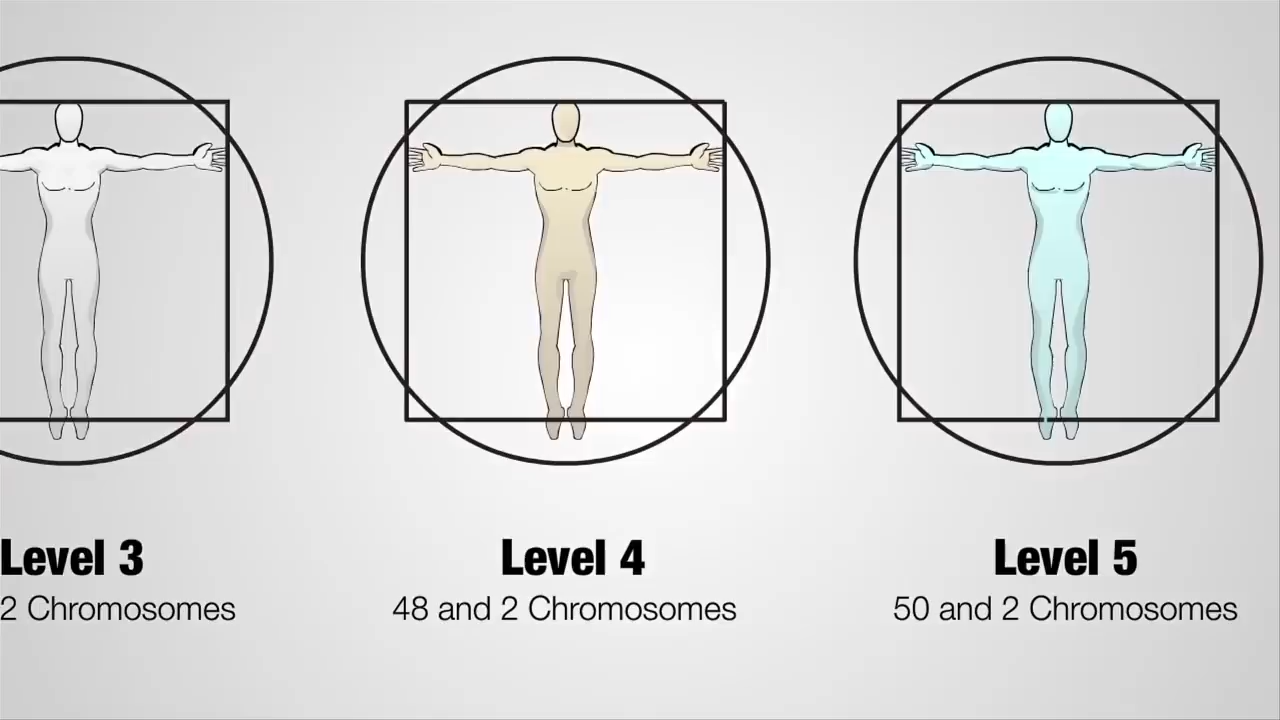 Level 3
2 Chromosomes
Level 4
48 and 2 Chromosomes
Level 5
50 and 2 Chromosomes